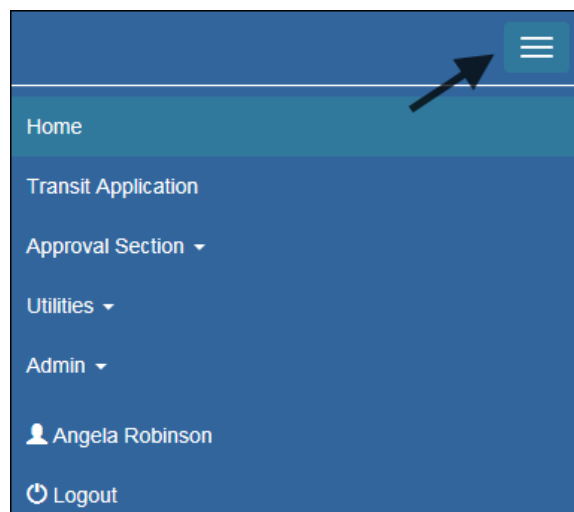 Home
Transit Application
Approval Section
Utilities
Admin
Angela Robinson
Logout